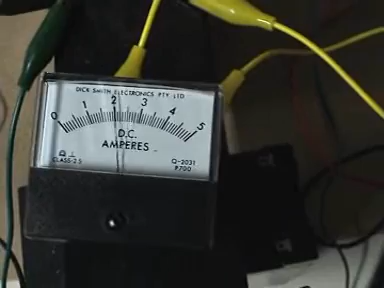 DICK SMITH ELECTRONICS PTY LTD
0 1 2 3 4 5
D.C.
AMPERES
CLASS-2.5
Q-2031
P700